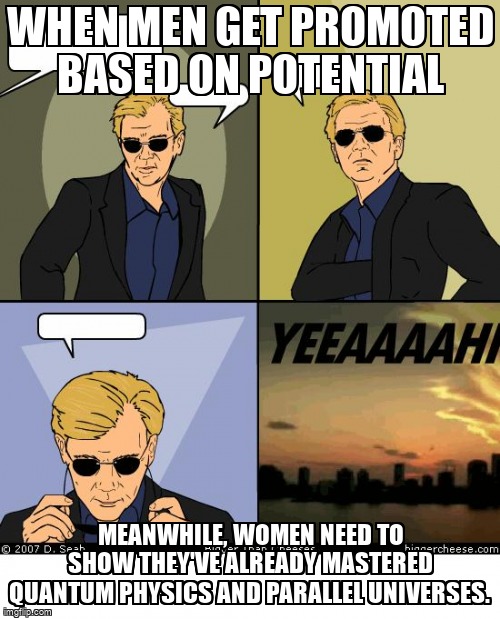 WHEN MEN GET PROMOTED
BASED ON POTENTIAL
YEEAAAAH
MEANWHILE, WOMEN NEED TO
© 2007 D. Seah
biggercheese.com
SHOW THEY'VE ALREADY MASTERED
QUANTUM PHYSICS AND PARALLEL UNIVERSES.
imgflip.com